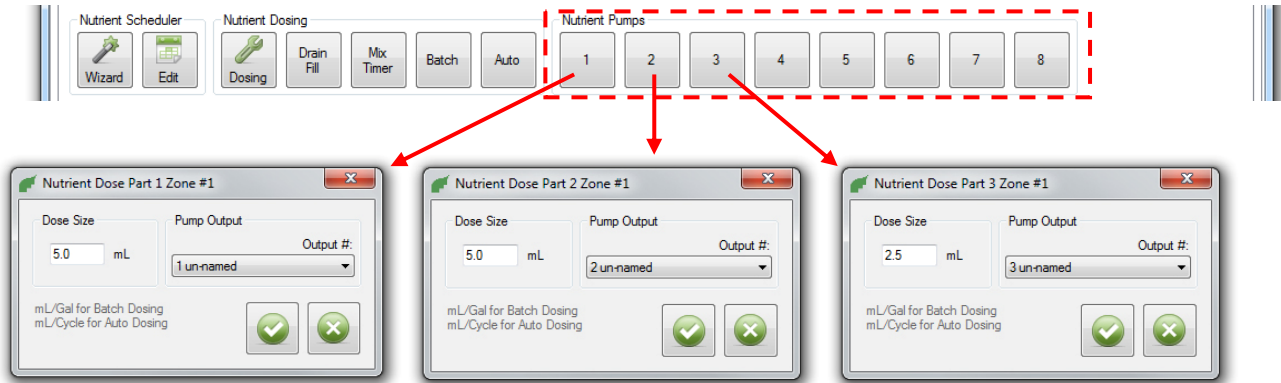 Nutrient Scheduler
Nutrient Dosing
Nutrient Pumps
Wizard
Edit
Dosing
Drain
Fill
Mix
Timer
Batch
Auto
1
2
3
4
5
6
7
8
Nutrient Dose Part 1 Zone #1
Dose Size
Pump Output
5.0 mL
Output #:
1 un-named
mL/Gal for Batch Dosing
mL/Cycle for Auto Dosing
Nutrient Dose Part 2 Zone #1
Dose Size
Pump Output
5.0 mL
Output #:
2 un-named
mL/Gal for Batch Dosing
mL/Cycle for Auto Dosing
Nutrient Dose Part 3 Zone #1
Dose Size
Pump Output
2.5 mL
Output #:
3 un-named
mL/Gal for Batch Dosing
mL/Cycle for Auto Dosing